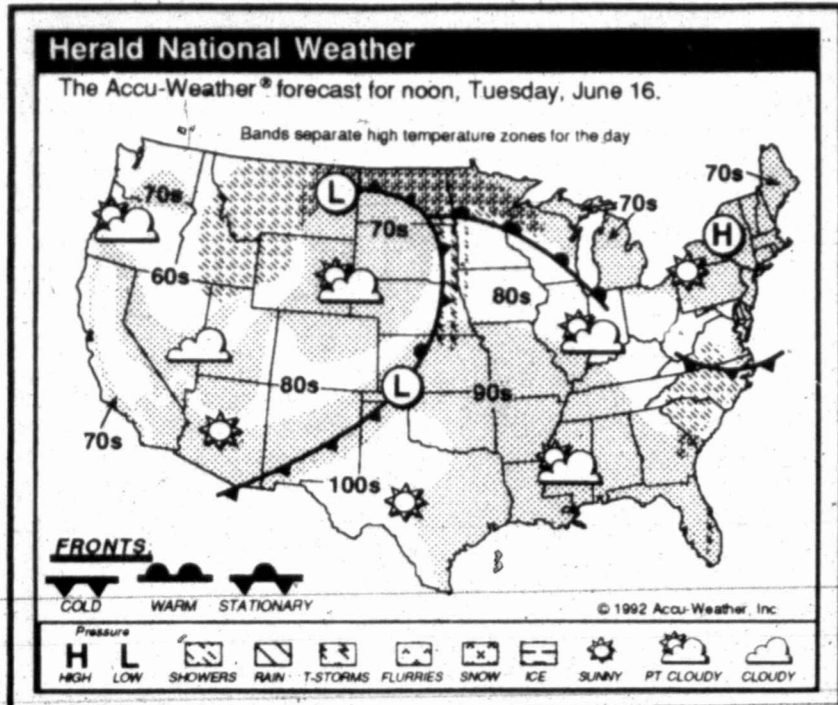 Herald National Weather
The Accu-Weather® forecast for noon, Tuesday, June 16.
Bands separate high temperature zones for the day
70s
70s
L
70s
70s
H
60s
80s
80s
L
90s
70s
100s
FRONTS:
COLD WARM STATIONARY
© 1992 Accu-Weather, Inc
Pressure
H L
HIGH LOW SHOWERS RAIN T-STORMS FLURRIES SNOW ICE SUNNY PT CLOUDY CLOUDY